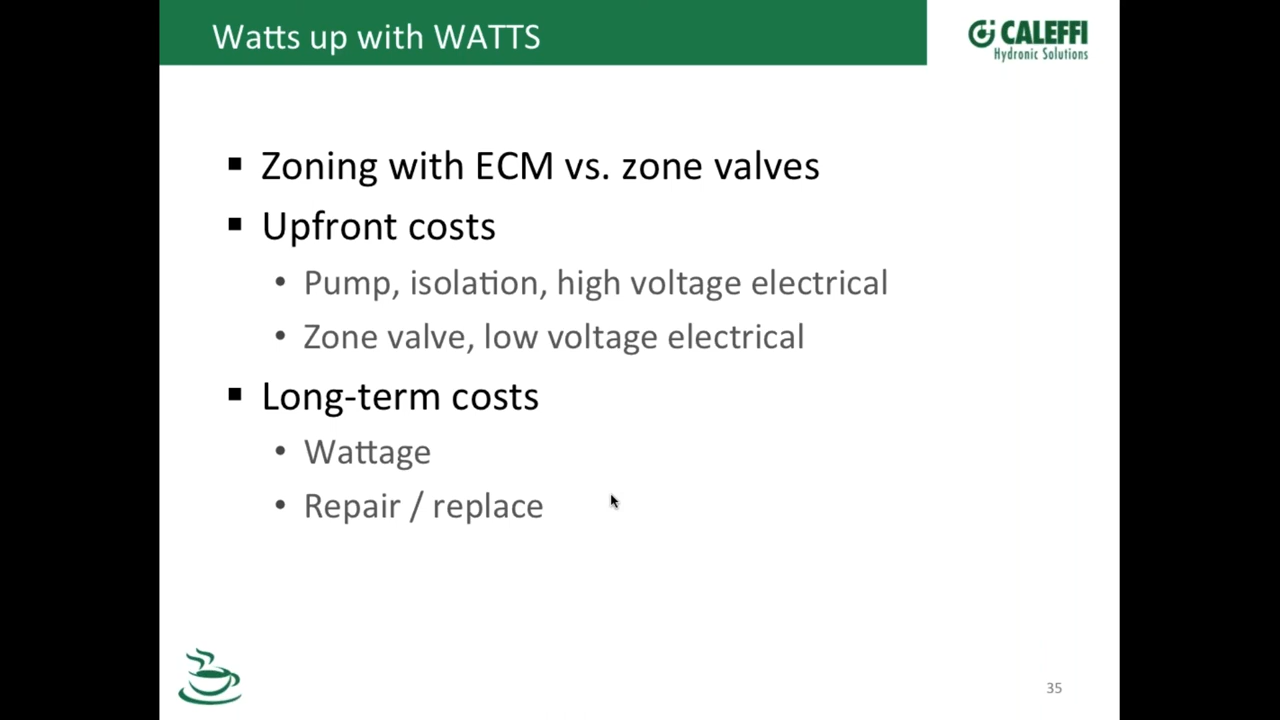 Watts up with WATTS
CALEFFI
Hydronic Solutions
▪ Zoning with ECM vs. zone valves
▪ Upfront costs
• Pump, isolation, high voltage electrical
• Zone valve, low voltage electrical
▪ Long-term costs
• Wattage
• Repair / replace
35